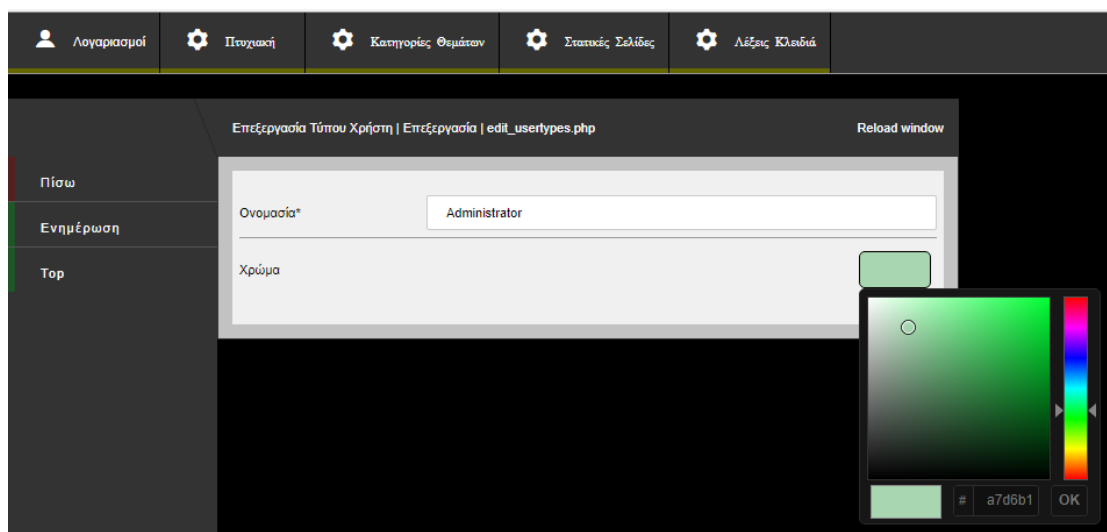 Λογαριασμοί Πτυχιακή Κατηγορίες Θεμάτων Στατικές Σελίδες Λέξεις Κλειδιά
Επεξεργασία Τύπου Χρήστη | Επεξεργασία | edit_usertypes.php Reload window
Πίσω
Ονομασία* Administrator
Ενημέρωση
Χρώμα
Top
# a7d6b1 OK